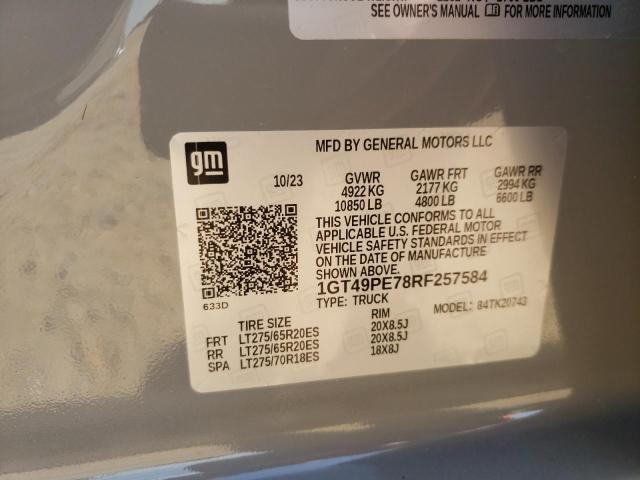 SEE OWNER'S MANUAL FOR MORE INFORMATION
gm
MFD BY GENERAL MOTORS LLC
10/23
GVWR GAWR FRT GAWR RR
4922 KG 2177 KG 2994 KG
10850 LB 4800 LB 6600 LB
THIS VEHICLE CONFORMS TO ALL
APPLICABLE U.S. FEDERAL MOTOR
VEHICLE SAFETY STANDARDS IN EFFECT
ON THE DATE OF MANUFACTURE
SHOWN ABOVE.
1GT49PE78RF257584
633D
TYPE: TRUCK MODEL: 84TK20743
TIRE SIZE RIM
FRT LT275/65R20ES 20X8.5J
RR LT275/65R20ES 20X8.5J
SPA LT275/70R18ES 18X8J